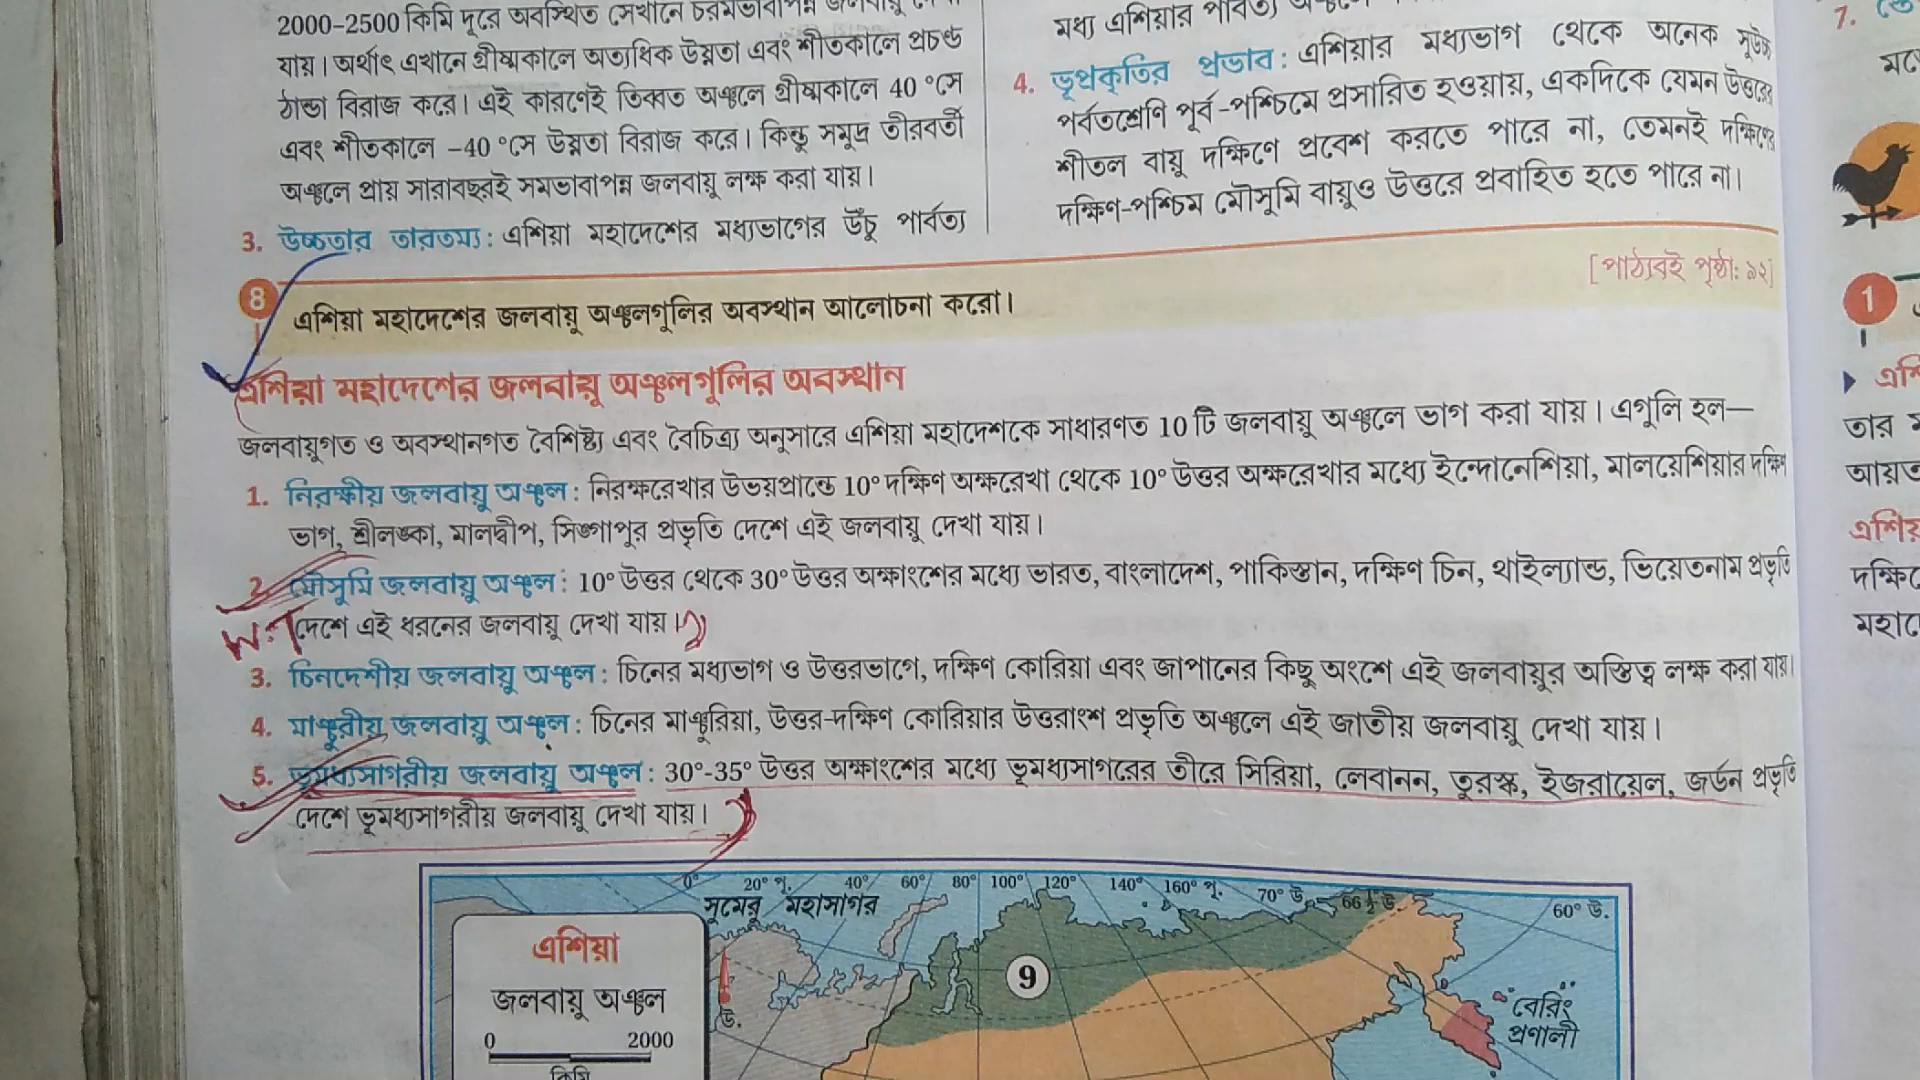 2000-2500 কিমি দূরে অবস্থিত সেখানে চরমভাবাপন্ন
যায়। অর্থাৎ এখানে গ্রীষ্মকালে অত্যধিক উষ্ণতা এবং শীতকালে প্রচণ্ড
ঠান্ডা বিরাজ করে। এই কারণেই তিব্বত অঞ্চলে গ্রীষ্মকালে 40 °সে
এবং শীতকালে –40 °সে উষ্ণতা বিরাজ করে। কিন্তু সমুদ্র তীরবর্তী
অঞ্চলে প্রায় সারাবছরই সমভাবাপন্ন জলবায়ু লক্ষ করা যায়।
3. উচ্চতার তারতম্য : এশিয়া মহাদেশের মধ্যভাগের উঁচু পার্বত্য
মধ্য এশিয়ার পার্বত্য
4. ভূপ্রকৃতির প্রভাব : এশিয়ার মধ্যভাগ থেকে অনেক সুউচ্চ
পর্বতশ্রেণি পূর্ব-পশ্চিমে প্রসারিত হওয়ায়, একদিকে যেমন উত্তরের
শীতল বায়ু দক্ষিণে প্রবেশ করতে পারে না, তেমনই দক্ষিণের
দক্ষিণ-পশ্চিম মৌসুমি বায়ুও উত্তরে প্রবাহিত হতে পারে না।
[পাঠ্যবই পৃষ্ঠা: ১২]
8 এশিয়া মহাদেশের জলবায়ু অঞ্চলগুলির অবস্থান আলোচনা করো।
এশিয়া মহাদেশের জলবায়ু অঞ্চলগুলির অবস্থান
জলবায়ুগত ও অবস্থানগত বৈশিষ্ট্য এবং বৈচিত্র্য অনুসারে এশিয়া মহাদেশকে সাধারণত 10 টি জলবায়ু অঞ্চলে ভাগ করা যায়। এগুলি হল—
1. নিরক্ষীয় জলবায়ু অঞ্চল : নিরক্ষরেখার উভয়প্রান্তে 10° দক্ষিণ অক্ষরেখা থেকে 10° উত্তর অক্ষরেখার মধ্যে ইন্দোনেশিয়া, মালয়েশিয়ার দক্ষিণ
ভাগ, শ্রীলঙ্কা, মালদ্বীপ, সিঙ্গাপুর প্রভৃতি দেশে এই জলবায়ু দেখা যায়।
2. মৌসুমি জলবায়ু অঞ্চল : 10° উত্তর থেকে 30° উত্তর অক্ষাংশের মধ্যে ভারত, বাংলাদেশ, পাকিস্তান, দক্ষিণ চিন, থাইল্যান্ড, ভিয়েতনাম প্রভৃতি
দেশে এই ধরনের জলবায়ু দেখা যায়।
3. চিনদেশীয় জলবায়ু অঞ্চল : চিনের মধ্যভাগ ও উত্তরভাগে, দক্ষিণ কোরিয়া এবং জাপানের কিছু অংশে এই জলবায়ুর অস্তিত্ব লক্ষ করা যায়।
4. মাঞ্চুরীয় জলবায়ু অঞ্চল : চিনের মাঞ্চুরিয়া, উত্তর-দক্ষিণ কোরিয়ার উত্তরাংশ প্রভৃতি অঞ্চলে এই জাতীয় জলবায়ু দেখা যায়।
5. ভূমধ্যসাগরীয় জলবায়ু অঞ্চল : 30°-35° উত্তর অক্ষাংশের মধ্যে ভূমধ্যসাগরের তীরে সিরিয়া, লেবানন, তুরস্ক, ইজরায়েল, জর্ডন প্রভৃতি
দেশে ভূমধ্যসাগরীয় জলবায়ু দেখা যায়।
0° 20° পূ. 40° 60° 80° 100° 120° 140° 160° পূ. 70° উ. 66½° উ. 60° উ.
সুমেরু মহাসাগর
এশিয়া
জলবায়ু অঞ্চল
0 2000
কিমি
উ.
9
বেরিং
প্রণালী
7.
1
তার
আয়ত
এশিয়
দক্ষিণে
মহাদে